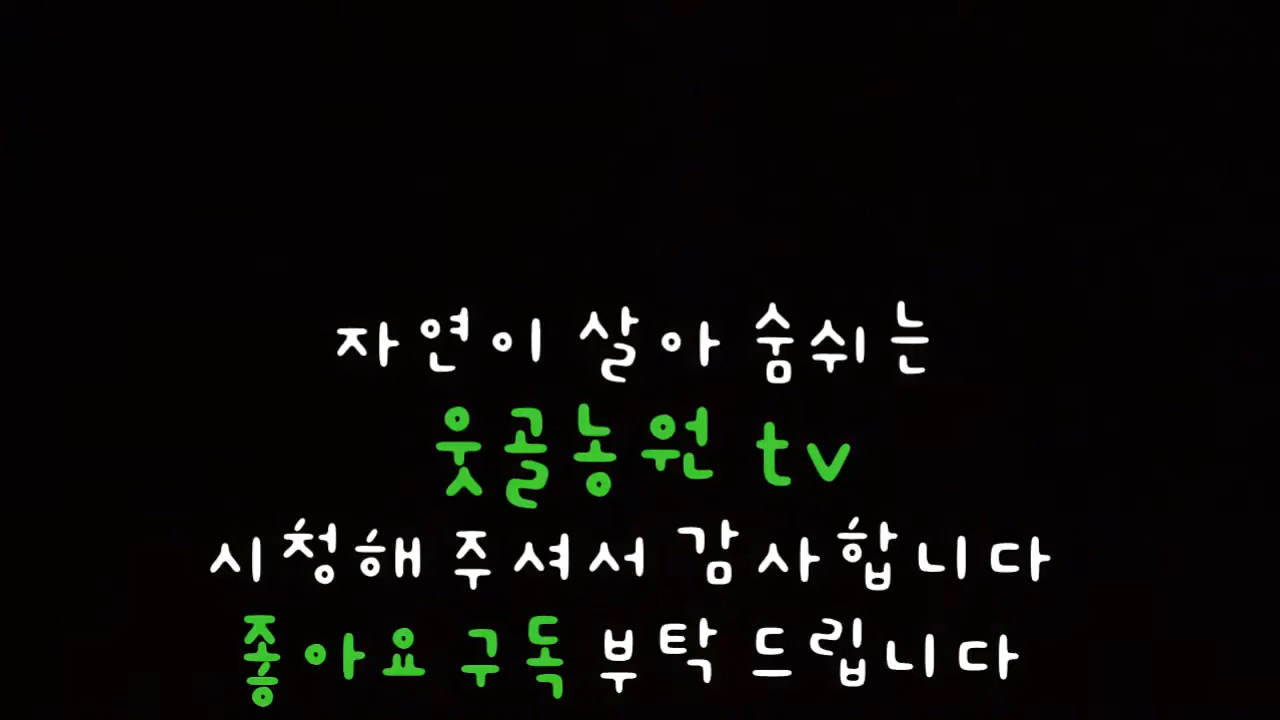 자연이 살아 숨쉬는
웃골농원 tv
시청해 주셔서 감사합니다
좋아요 구독 부탁 드립니다